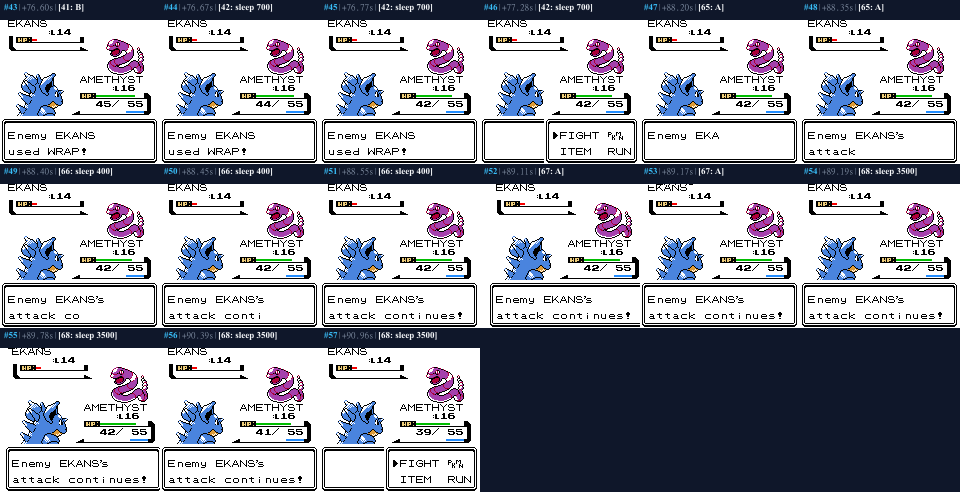 #43|+76.60s|[41: B]
EKANS
:L14
HP:
AMETHYST
:L16
HP:
45/ 55
Enemy EKANS
used WRAP!
#44|+76.67s|[42: sleep 700]
EKANS
:L14
HP:
AMETHYST
:L16
HP:
44/ 55
Enemy EKANS
used WRAP!
#45|+76.77s|[42: sleep 700]
EKANS
:L14
HP:
AMETHYST
:L16
HP:
42/ 55
Enemy EKANS
used WRAP!
#46|+77.28s|[42: sleep 700]
EKANS
:L14
HP:
AMETHYST
:L16
HP:
42/ 55
▶FIGHT PKMN
ITEM RUN
#47|+88.20s|[65: A]
EKANS
:L14
HP:
AMETHYST
:L16
HP:
42/ 55
Enemy EKA
#48|+88.35s|[65: A]
EKANS
:L14
HP:
AMETHYST
:L16
HP:
42/ 55
Enemy EKANS's
attack
#49|+88.40s|[66: sleep 400]
EKANS
:L14
HP:
AMETHYST
:L16
HP:
42/ 55
Enemy EKANS's
attack co
#50|+88.45s|[66: sleep 400]
EKANS
:L14
HP:
AMETHYST
:L16
HP:
42/ 55
Enemy EKANS's
attack conti
#51|+88.55s|[66: sleep 400]
EKANS
:L14
HP:
AMETHYST
:L16
HP:
42/ 55
Enemy EKANS's
attack continues!
#52|+89.11s|[67: A]
EKANS
:L14
HP:
AMETHYST
:L16
HP:
42/ 55
Enemy EKANS's
attack continues!
#53|+89.17s|[67: A]
EKANS
:L14
HP:
AMETHYST
:L16
HP:
42/ 55
Enemy EKANS's
attack continues!
#54|+89.19s|[68: sleep 3500]
EKANS
:L14
HP:
AMETHYST
:L16
HP:
42/ 55
Enemy EKANS's
attack continues!
#55|+89.78s|[68: sleep 3500]
EKANS
:L14
HP:
AMETHYST
:L16
HP:
42/ 55
Enemy EKANS's
attack continues!
#56|+90.39s|[68: sleep 3500]
EKANS
:L14
HP:
AMETHYST
:L16
HP:
41/ 55
Enemy EKANS's
attack continues!
#57|+90.96s|[68: sleep 3500]
EKANS
:L14
HP:
AMETHYST
:L16
HP:
39/ 55
▶FIGHT PKMN
ITEM RUN